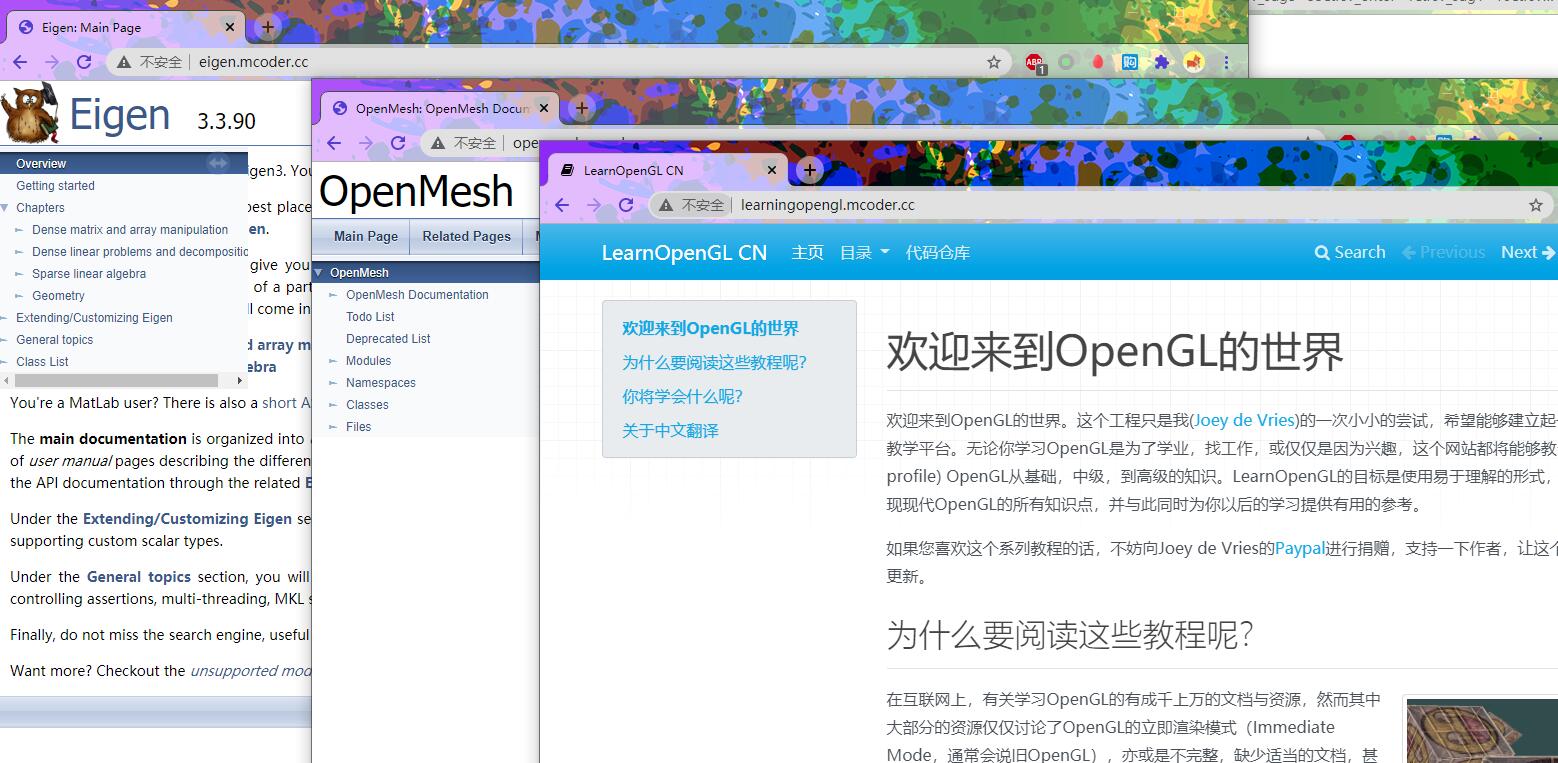 Eigen: Main Page
不安全 eigen.mcoder.cc
ABP
1
购
Eigen 3.3.90
Overview
Getting started
Chapters
Dense matrix and array manipulation
Dense linear problems and
Sparse linear algebra
Geometry
Extending/Customizing Eigen
General topics
Class List
You're a MatLab user? There is also a short
The main documentation is organized into
of user manual pages describing the
the API documentation through the related
Under the Extending/Customizing Eigen
supporting custom scalar types.
Under the General topics section, you will
controlling assertions, multi-threading, MKL
Finally, do not miss the search engine, useful
Want more? Checkout the unsupported
OpenMesh: OpenMesh
不安全
OpenMesh
Main Page Related Pages
OpenMesh
OpenMesh Documentation
Todo List
Deprecated List
Modules
Namespaces
Classes
Files
LearnOpenGL CN
不安全 learningopengl.mcoder.cc
LearnOpenGL CN 主页 目录 代码仓库 Search Previous Next
欢迎来到OpenGL的世界
为什么要阅读这些教程呢？
你将学会什么呢？
关于中文翻译
欢迎来到OpenGL的世界
欢迎来到OpenGL的世界。这个工程只是我(Joey de Vries)的一次小小的尝试，希望能够建立起
教学平台。无论你学习OpenGL是为了学业，找工作，或仅仅是因为兴趣，这个网站都将能够教
profile) OpenGL从基础，中级，到高级的知识。LearnOpenGL的目标是使用易于理解的形式，
现现代OpenGL的所有知识点，并与此同时为你以后的学习提供有用的参考。
如果您喜欢这个系列教程的话，不妨向Joey de Vries的Paypal进行捐赠，支持一下作者，让这个
更新。
为什么要阅读这些教程呢？
在互联网上，有关学习OpenGL的有成千上万的文档与资源，然而其中
大部分的资源仅仅讨论了OpenGL的立即渲染模式（Immediate
Mode，通常会说旧OpenGL），亦或是不完整，缺少适当的文档，甚